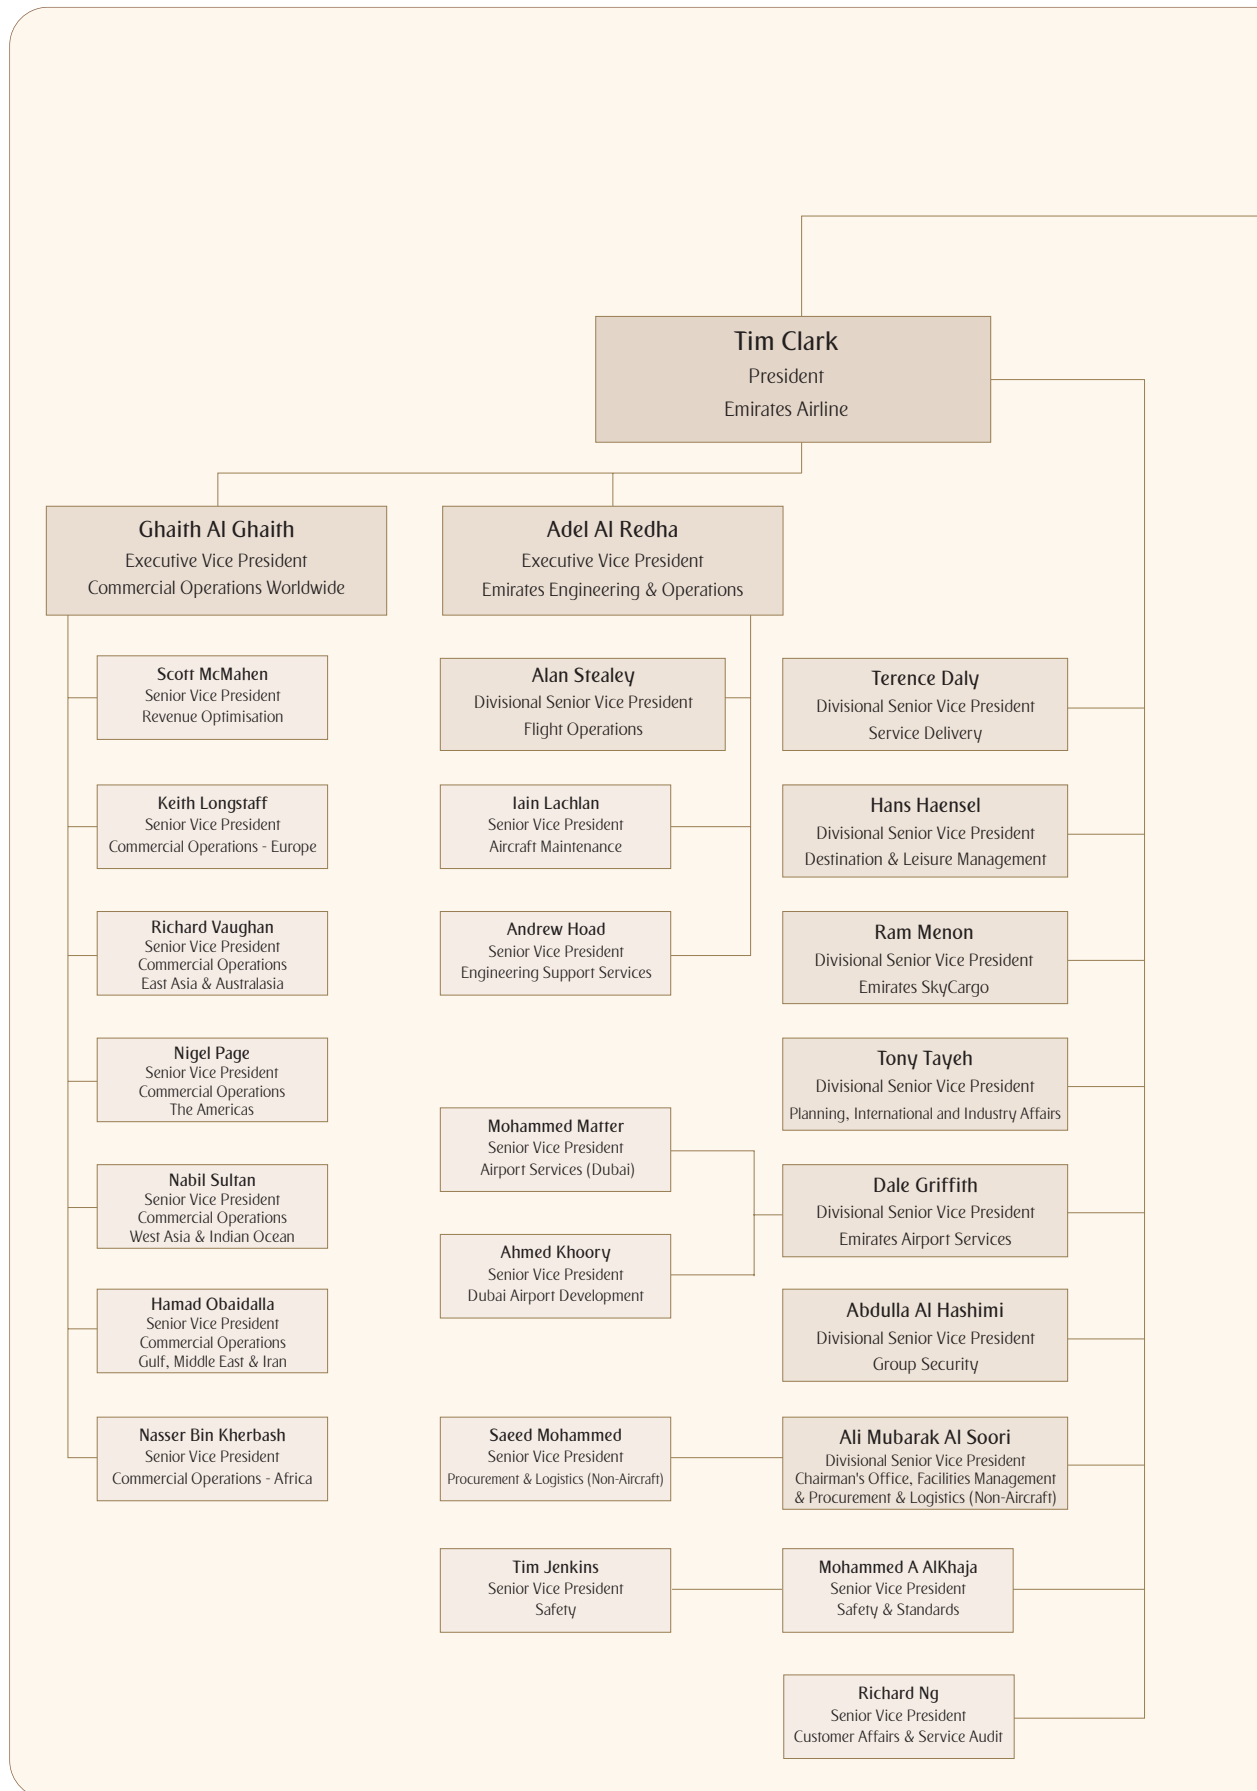 Tim Clark
President
Emirates Airline
Ghaith Al Ghaith
Executive Vice President
Commercial Operations Worldwide
Adel Al Redha
Executive Vice President
Emirates Engineering & Operations
Scott McMahen
Senior Vice President
Revenue Optimisation
Keith Longstaff
Senior Vice President
Commercial Operations - Europe
Richard Vaughan
Senior Vice President
Commercial Operations
East Asia & Australasia
Nigel Page
Senior Vice President
Commercial Operations
The Americas
Nabil Sultan
Senior Vice President
Commercial Operations
West Asia & Indian Ocean
Hamad Obaidalla
Senior Vice President
Commercial Operations
Gulf, Middle East & Iran
Nasser Bin Kherbash
Senior Vice President
Commercial Operations - Africa
Alan Stealey
Divisional Senior Vice President
Flight Operations
Iain Lachlan
Senior Vice President
Aircraft Maintenance
Andrew Hoad
Senior Vice President
Engineering Support Services
Mohammed Matter
Senior Vice President
Airport Services (Dubai)
Ahmed Khoory
Senior Vice President
Dubai Airport Development
Saeed Mohammed
Senior Vice President
Procurement & Logistics (Non-Aircraft)
Tim Jenkins
Senior Vice President
Safety
Terence Daly
Divisional Senior Vice President
Service Delivery
Hans Haensel
Divisional Senior Vice President
Destination & Leisure Management
Ram Menon
Divisional Senior Vice President
Emirates SkyCargo
Tony Tayeh
Divisional Senior Vice President
Planning, International and Industry Affairs
Dale Griffith
Divisional Senior Vice President
Emirates Airport Services
Abdulla Al Hashimi
Divisional Senior Vice President
Group Security
Ali Mubarak Al Soori
Divisional Senior Vice President
Chairman's Office, Facilities Management
& Procurement & Logistics (Non-Aircraft)
Mohammed A AlKhaja
Senior Vice President
Safety & Standards
Richard Ng
Senior Vice President
Customer Affairs & Service Audit